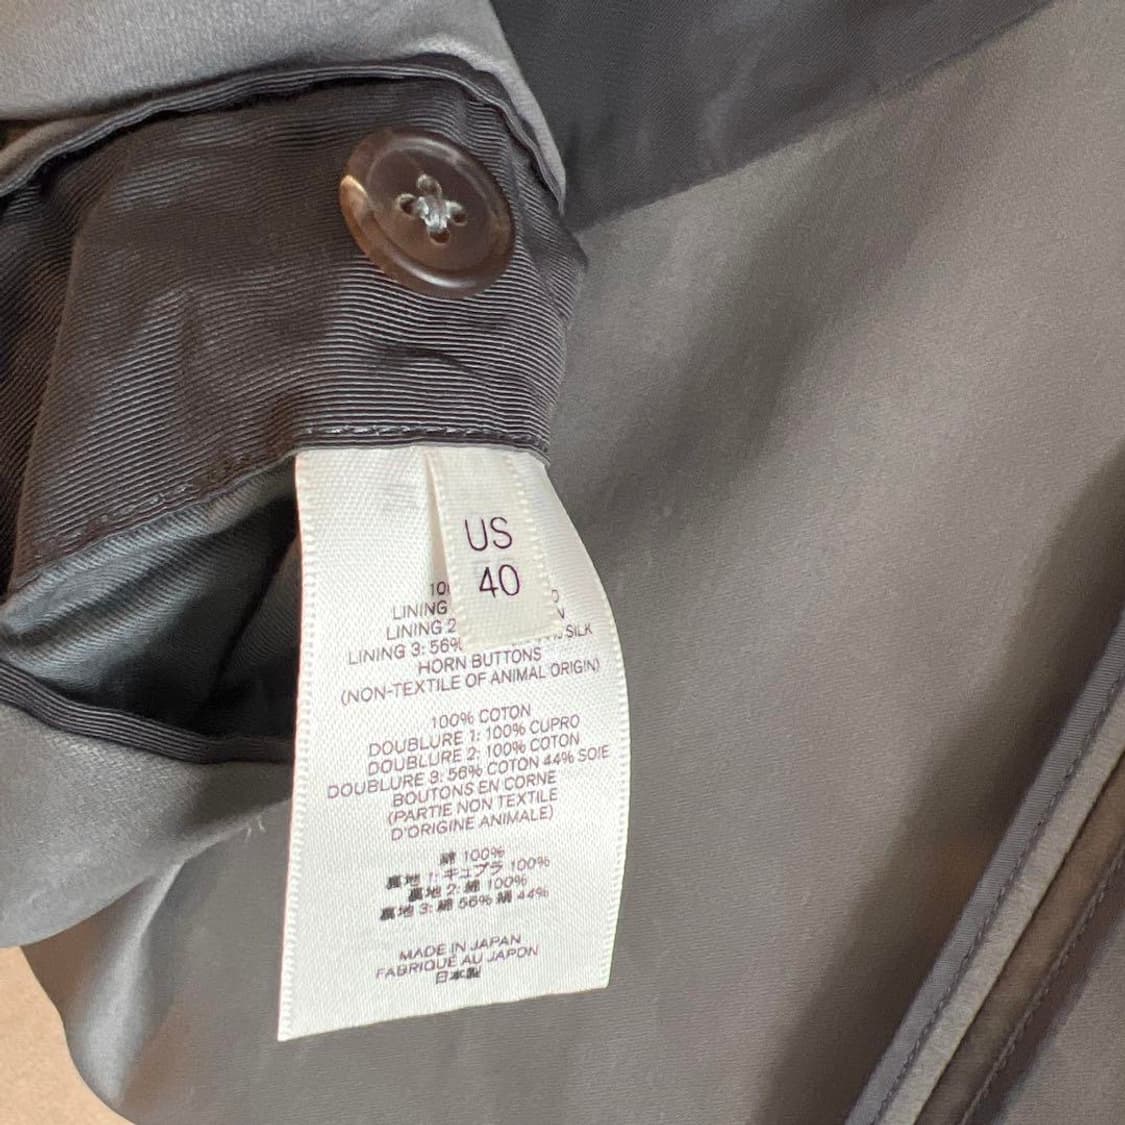 US
40
LINING
LINING 2
LINING 3: 56% SILK
HORN BUTTONS
(NON-TEXTILE OF ANIMAL ORIGIN)
100% COTON
DOUBLURE 1: 100% CUPRO
DOUBLURE 2: 100% COTON
DOUBLURE 3: 56% COTON 44% SOIE
BOUTONS EN CORNE
(PARTIE NON TEXTILE
D'ORIGINE ANIMALE)
綿 100%
裏地 1: キュプラ 100%
裏地 2: 綿 100%
裏地 3: 綿 56% 絹 44%
MADE IN JAPAN
FABRIQUÉ AU JAPON
日本製